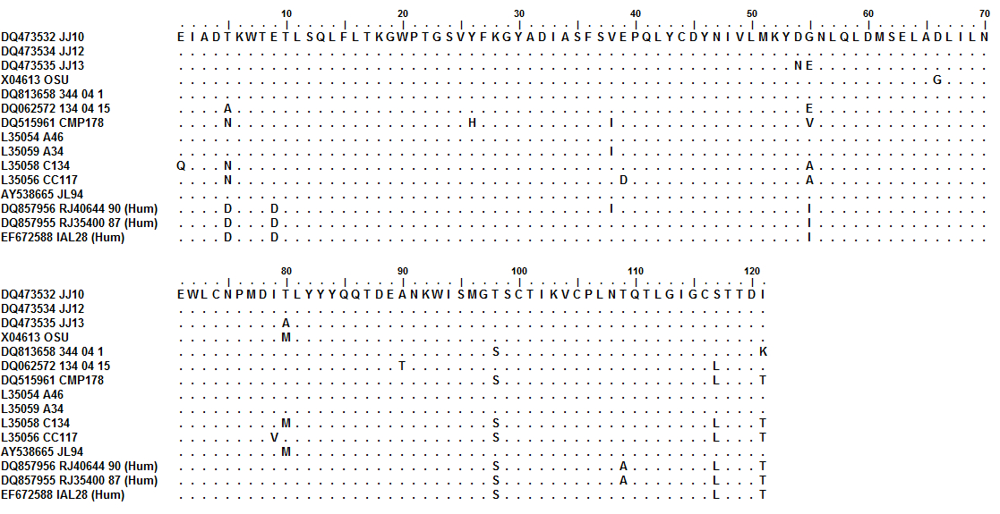 10 20 30 40 50 60 70
DQ473532 JJ10 EIADTKWTETLSQLFLTKGWPTGSVYFKGYADIASFSVEPQLYCDYNIVLMKYDGNLQLDMSELADLILN
DQ473534 JJ12 ......................................................................
DQ473535 JJ13 .....................................................NE...............
X04613 OSU .................................................................G....
DQ813658 344 04 1 ......................................................................
DQ062572 134 04 15 ....A.................................................E...............
DQ515961 CMP178 ....N....................H...........I................V...............
L35054 A46 ......................................................................
L35059 A34 .....................................I................................
L35058 C134 Q...N.................................................A...............
L35056 CC117 ....N.................................D...............A...............
AY538665 JL94 ......................................................................
DQ857956 RJ40644 90 (Hum) ....D...D............................I................I...............
DQ857955 RJ35400 87 (Hum) ....D...D.............................................I...............
EF672588 IAL28 (Hum) ....D...D.............................................I...............
80 90 100 110 120
DQ473532 JJ10 EWLCNPMDITLYYYQQTDEANKWISMGTSCTIKVCPLNTQTLGIGCSTTDI
DQ473534 JJ12 ...................................................
DQ473535 JJ13 .........A.........................................
X04613 OSU .........M.........................................
DQ813658 344 04 1 ...........................S......................K
DQ062572 134 04 15 ...................T..........................L....
DQ515961 CMP178 ...........................S..................L...T
L35054 A46 ...................................................
L35059 A34 ...................................................
L35058 C134 .........M.................S..................L...T
L35056 CC117 ........V..................S..................L...T
AY538665 JL94 .........M.........................................
DQ857956 RJ40644 90 (Hum) ...........................S..........A.......L...T
DQ857955 RJ35400 87 (Hum) ...........................S..........A.......L...T
EF672588 IAL28 (Hum) ...........................S..................L...T